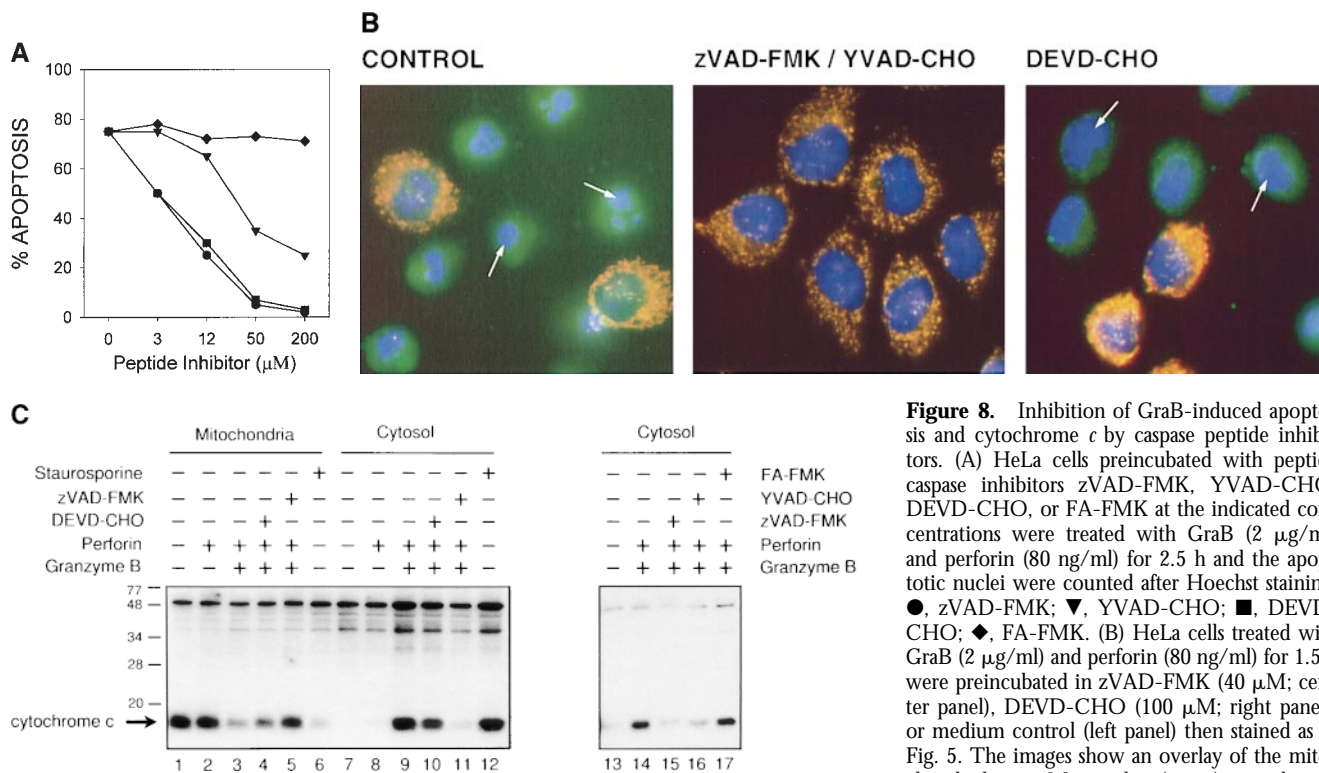 A
B
CONTROL
zVAD-FMK / YVAD-CHO
DEVD-CHO
100
80
60
40
20
0
% APOPTOSIS
0 3 12 50 200
Peptide Inhibitor (µM)
C
Mitochondria Cytosol
Staurosporine – – – – – + – – – – – +
zVAD-FMK – – – – + – – – – – + –
DEVD-CHO – – – + – – – – – + – –
Perforin – + + + + – – + + + + –
Granzyme B – – + + + – – – + + + –
77
48
34
28
20
cytochrome c
1 2 3 4 5 6 7 8 9 10 11 12
Cytosol
– – – – + FA-FMK
– – – + – YVAD-CHO
– – + – – zVAD-FMK
– + + + + Perforin
– + + + + Granzyme B
13 14 15 16 17
Figure 8. Inhibition of GraB-induced apopto-
sis and cytochrome c by caspase peptide inhib-
tors. (A) HeLa cells preincubated with peptid
caspase inhibitors zVAD-FMK, YVAD-CHO
DEVD-CHO, or FA-FMK at the indicated con
centrations were treated with GraB (2 µg/m
and perforin (80 ng/ml) for 2.5 h and the apop
totic nuclei were counted after Hoechst stainin
●, zVAD-FMK; ▼, YVAD-CHO; ■, DEVD
CHO; ◆, FA-FMK. (B) HeLa cells treated wi
GraB (2 µg/ml) and perforin (80 ng/ml) for 1.5
were preincubated in zVAD-FMK (40 µM; cen
ter panel), DEVD-CHO (100 µM; right pane
or medium control (left panel) then stained as
Fig. 5. The images show an overlay of the mito